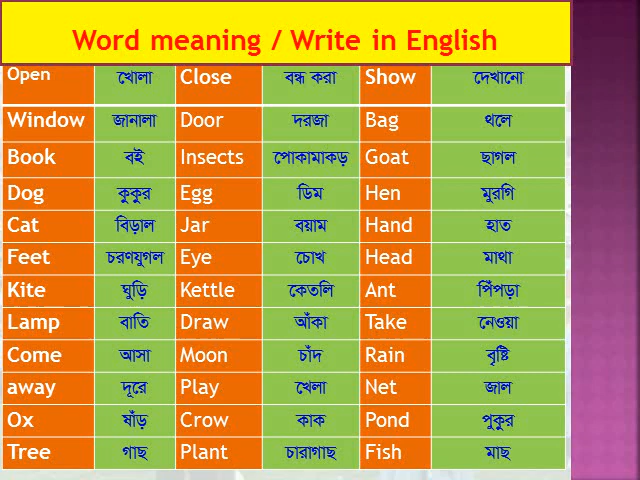 Word meaning / Write in English
Open খোলা Close বন্ধ করা Show দেখানো
Window জানালা Door দরজা Bag থলে
Book বই Insects পোকামাকড় Goat ছাগল
Dog কুকুর Egg ডিম Hen মুরগি
Cat বিড়াল Jar বয়াম Hand হাত
Feet চরণযুগল Eye চোখ Head মাথা
Kite ঘুড়ি Kettle কেতলি Ant পিঁপড়া
Lamp বাতি Draw আঁকা Take নেওয়া
Come আসা Moon চাঁদ Rain বৃষ্টি
away দূরে Play খেলা Net জাল
Ox ষাঁড় Crow কাক Pond পুকুর
Tree গাছ Plant চারাগাছ Fish মাছ